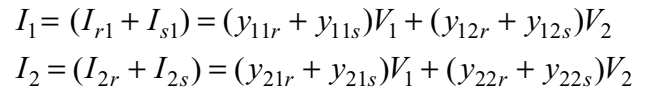 I₁ = (Iᵣ₁ + Iₛ₁) = (y₁₁ᵣ + y₁₁ₛ)V₁ + (y₁₂ᵣ + y₁₂ₛ)V₂
I₂ = (I₂ᵣ + I₂ₛ) = (y₂₁ᵣ + y₂₁ₛ)V₁ + (y₂₂ᵣ + y₂₂ₛ)V₂